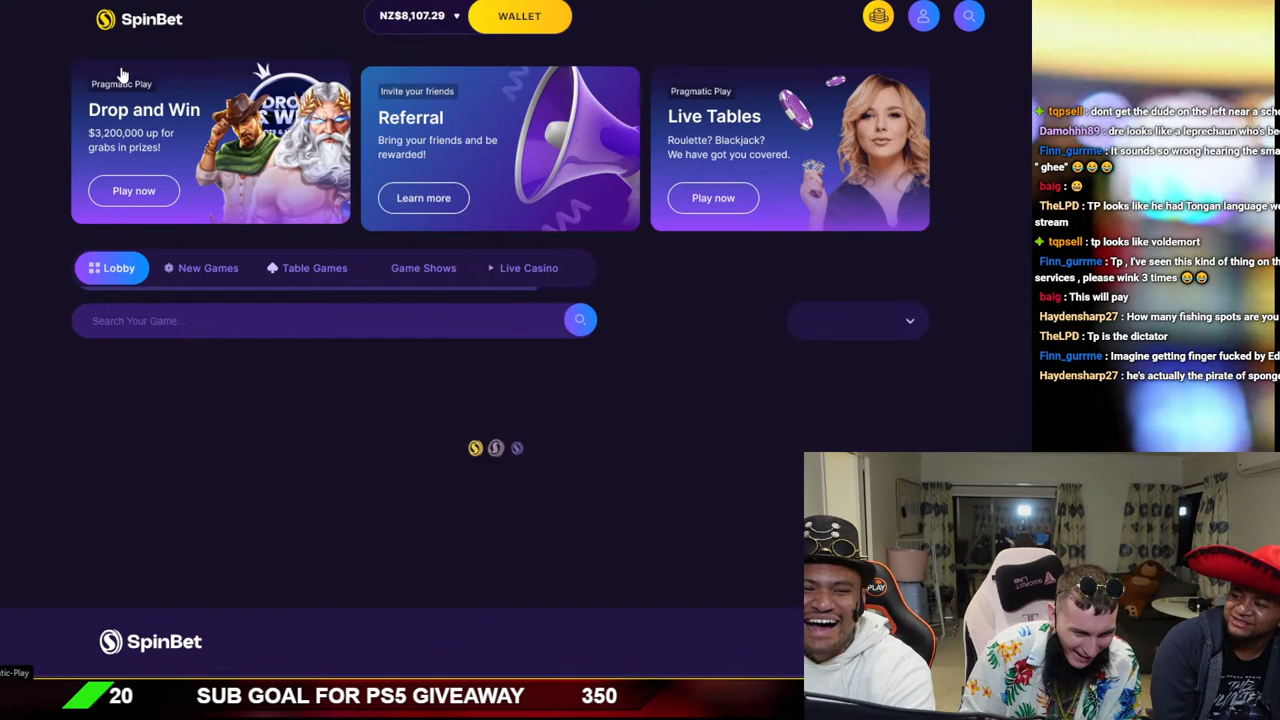 SpinBet
NZ$8,107.29
WALLET
Pragmatic Play
Drop and Win
$3,200,000 up for
grabs in prizes!
Play now
Invite your friends
Referral
Bring your friends and be
rewarded!
Learn more
Pragmatic Play
Live Tables
Roulette? Blackjack?
We have got you covered.
Play now
Lobby
New Games
Table Games
Game Shows
Live Casino
Search Your Game...
tqpsell : dont get the dude on the left near a
Damohhh89 : dre looks like a leprechaun who's
Finn_gurrme : It sounds so wrong hearing the
" ghee"
baig :
TheLPD : TP looks like he had Tongan language
stream
tqpsell : tp looks like voldemort
Finn_gurrme : Tp , I've seen this kind of thing on
services , please wink 3 times
baig : This will pay
Haydensharp27 : How many fishing spots are you
TheLPD : Tp is the dictator
Finn_gurrme : Imagine getting finger fucked by
Haydensharp27 : he's actually the pirate of
PLAY
SECRET
LAB
SpinBet
tic-Play
20
SUB GOAL FOR PS5 GIVEAWAY
350